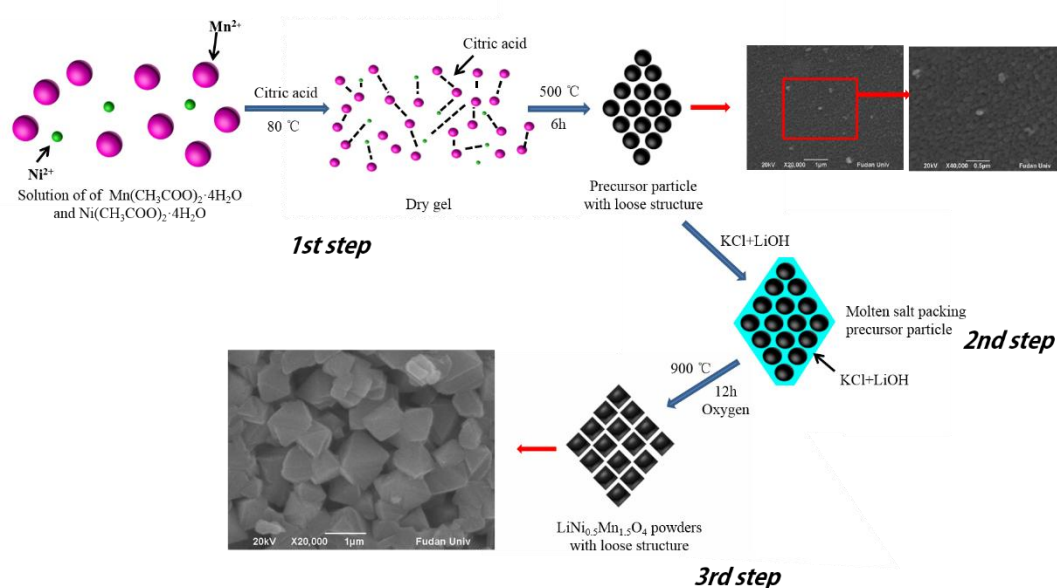 Mn²⁺
Ni²⁺
Solution of of Mn(CH₃COO)₂·4H₂O
and Ni(CH₃COO)₂·4H₂O
Citric acid
80 ℃
Citric acid
Dry gel
1st step
500 ℃
6h
Precursor particle
with loose structure
20kV X20,000 1μm Fudan Univ
20kV X40,000 0.5μm Fudan Univ
KCl+LiOH
Molten salt packing
precursor particle
KCl+LiOH
2nd step
900 ℃
12h
Oxygen
LiNi₀.₅Mn₁.₅O₄ powders
with loose structure
3rd step
20kV X20,000 1μm Fudan Univ